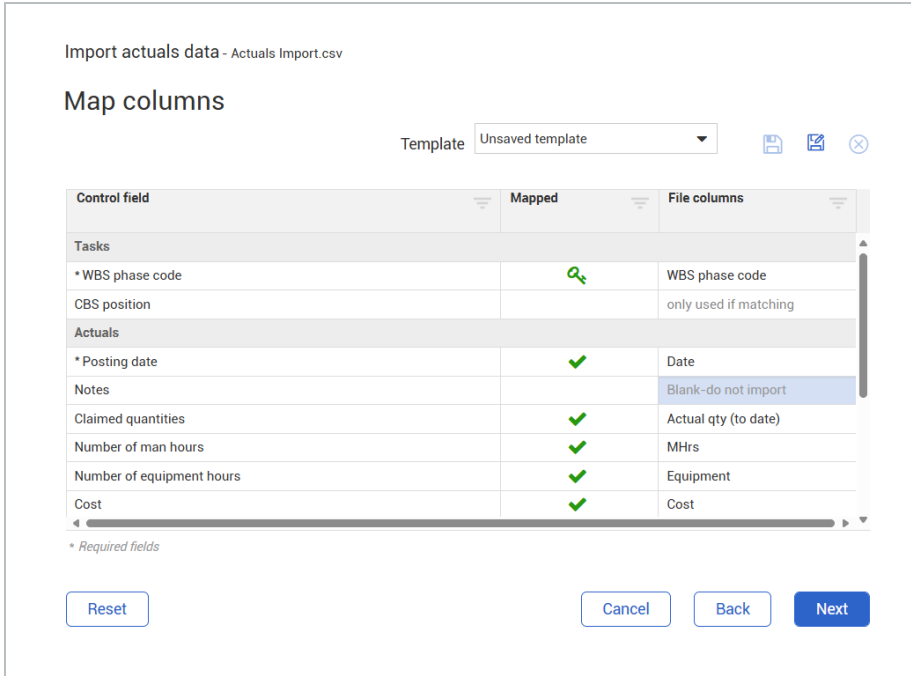 Import actuals data - Actuals Import.csv
Map columns
Template Unsaved template
Control field Mapped File columns
Tasks
* WBS phase code WBS phase code
CBS position only used if matching
Actuals
* Posting date Date
Notes Blank-do not import
Claimed quantities Actual qty (to date)
Number of man hours MHrs
Number of equipment hours Equipment
Cost Cost
* Required fields
Reset Cancel Back Next